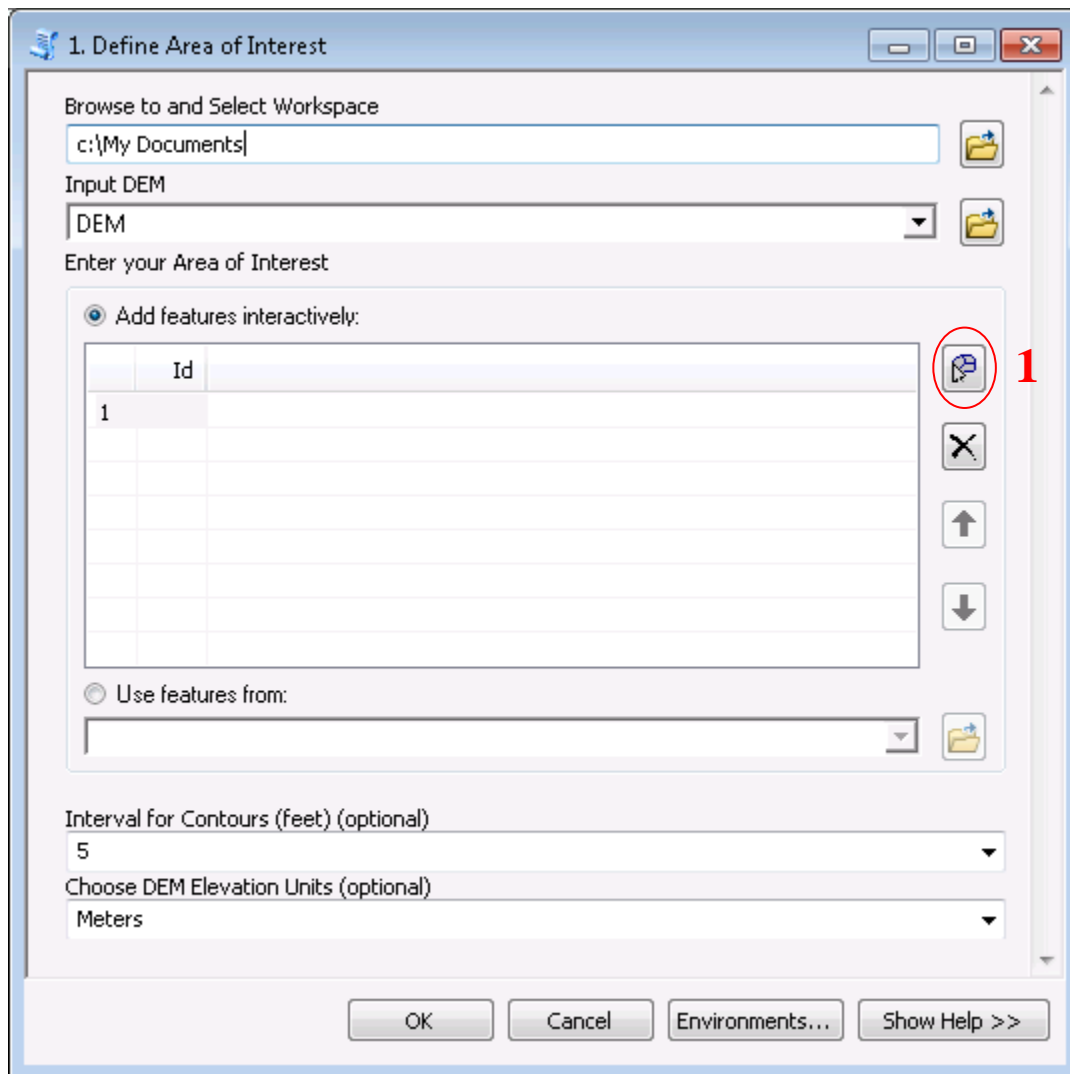 1. Define Area of Interest
Browse to and Select Workspace
c:\My Documents
Input DEM
DEM
Enter your Area of Interest
Add features interactively:
Id
1
1
Use features from:
Interval for Contours (feet) (optional)
5
Choose DEM Elevation Units (optional)
Meters
OK Cancel Environments... Show Help >>